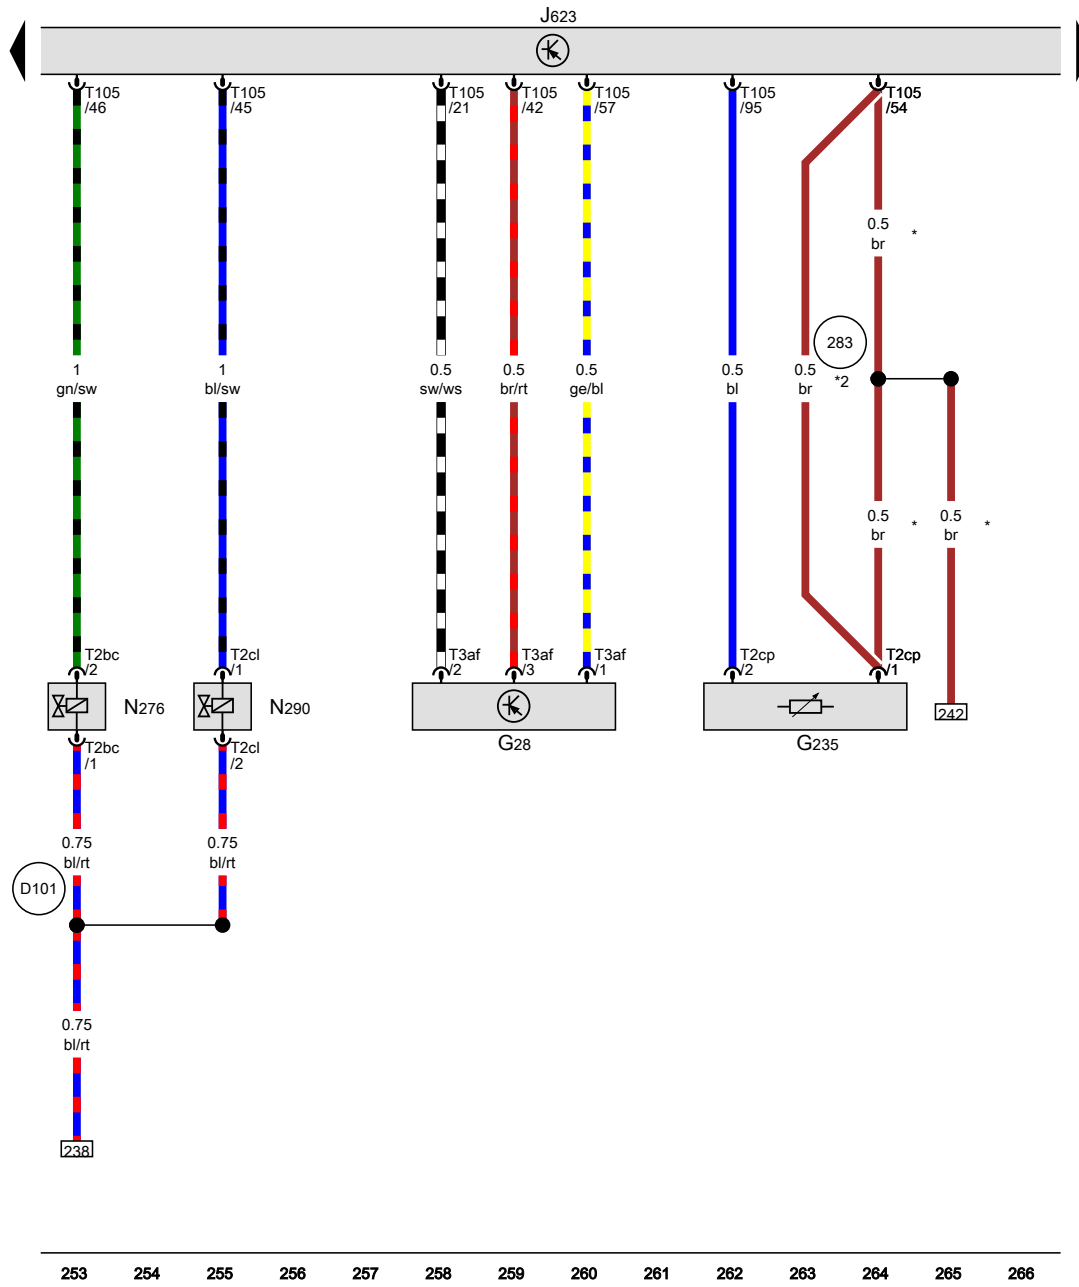 J623
T105 T105 T105 T105 T105 T105 T105
/46 /45 /21 /42 /57 /95 /54
0.5
br *
283
1 1 0.5 0.5 0.5 0.5 0.5
gn/sw bl/sw sw/ws br/rt ge/bl bl br *2
0.5 0.5
br * br *
T2bc T2cl T3af T3af T3af T2cp T2cp
/2 /1 /2 /3 /1 /2 /1
N276 N290 242
G28 G235
T2bc T2cl
/1 /2
0.75 0.75
bl/rt bl/rt
D101
0.75
bl/rt
238
253 254 255 256 257 258 259 260 261 262 263 264 265 266